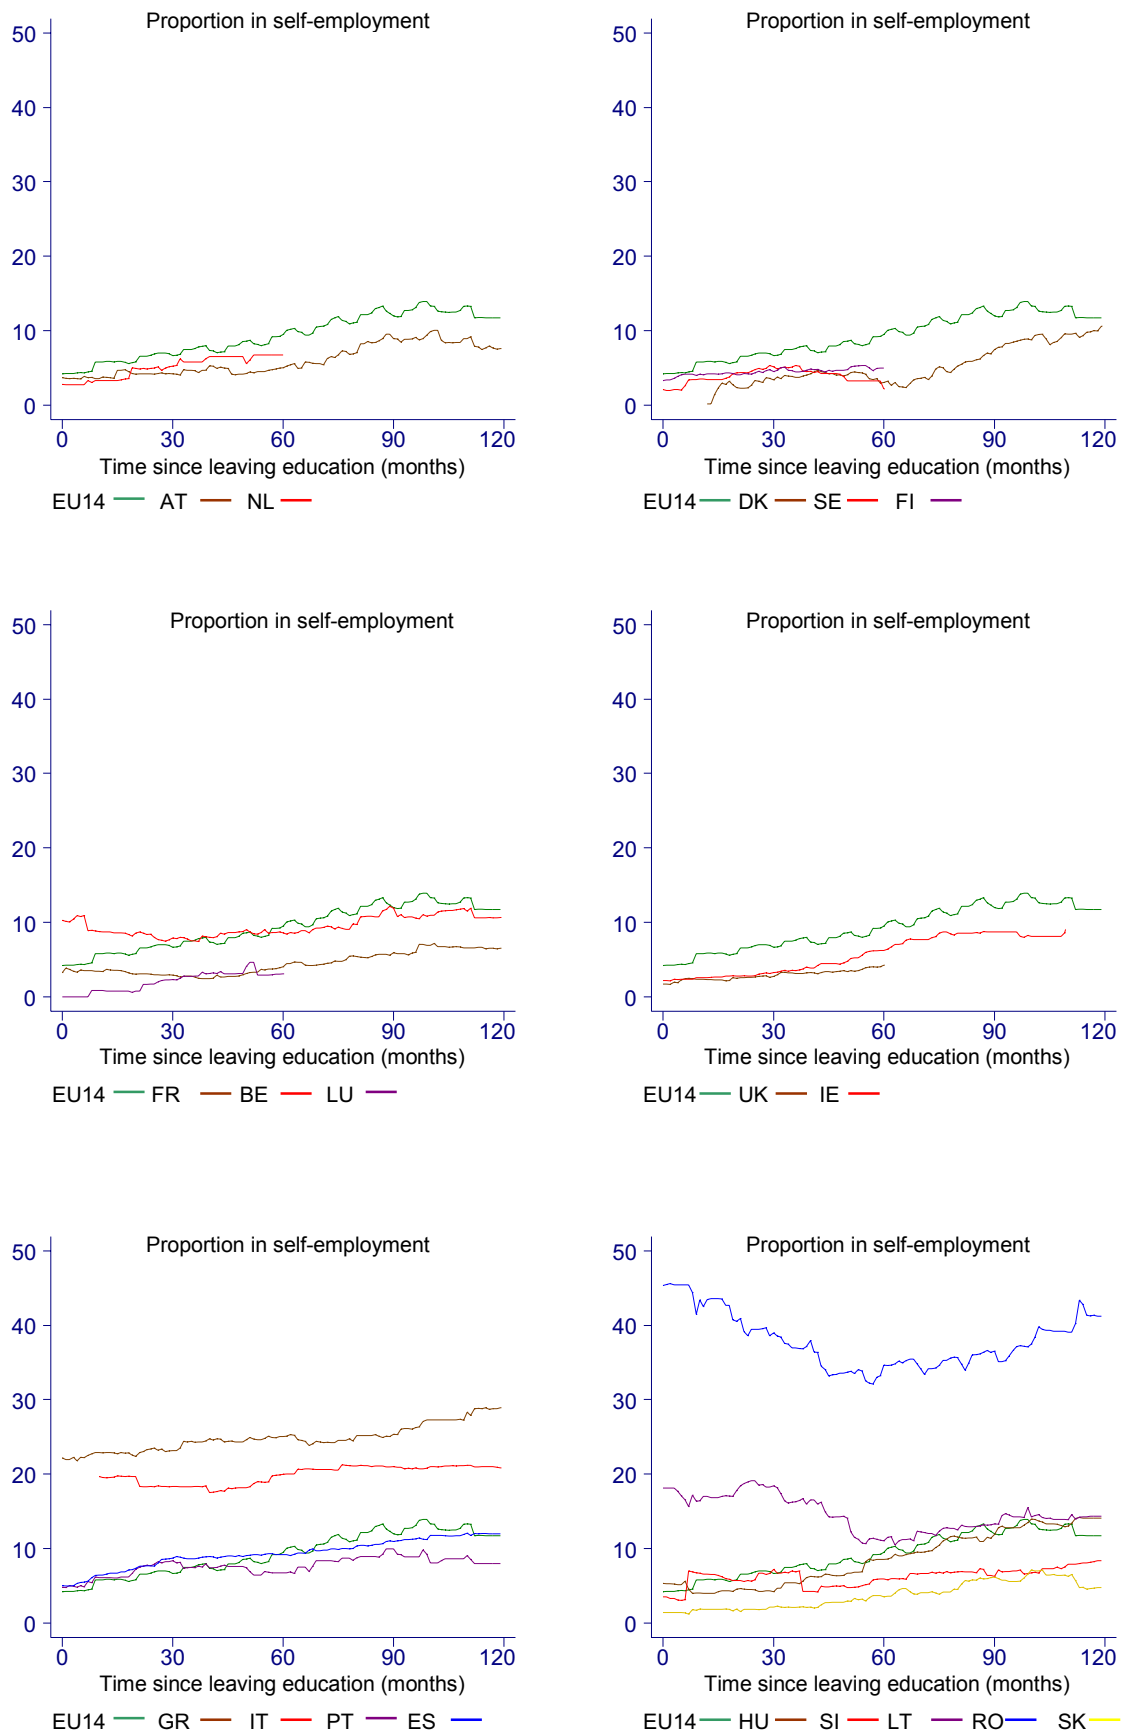 Proportion in self-employment
50
40
30
20
10
0
0 30 60 90 120
Time since leaving education (months)
EU14 AT NL
Proportion in self-employment
50
40
30
20
10
0
0 30 60 90 120
Time since leaving education (months)
EU14 DK SE FI
Proportion in self-employment
50
40
30
20
10
0
0 30 60 90 120
Time since leaving education (months)
EU14 FR BE LU
Proportion in self-employment
50
40
30
20
10
0
0 30 60 90 120
Time since leaving education (months)
EU14 UK IE
Proportion in self-employment
50
40
30
20
10
0
0 30 60 90 120
Time since leaving education (months)
EU14 GR IT PT ES
Proportion in self-employment
50
40
30
20
10
0
0 30 60 90 120
Time since leaving education (months)
EU14 HU SI LT RO SK